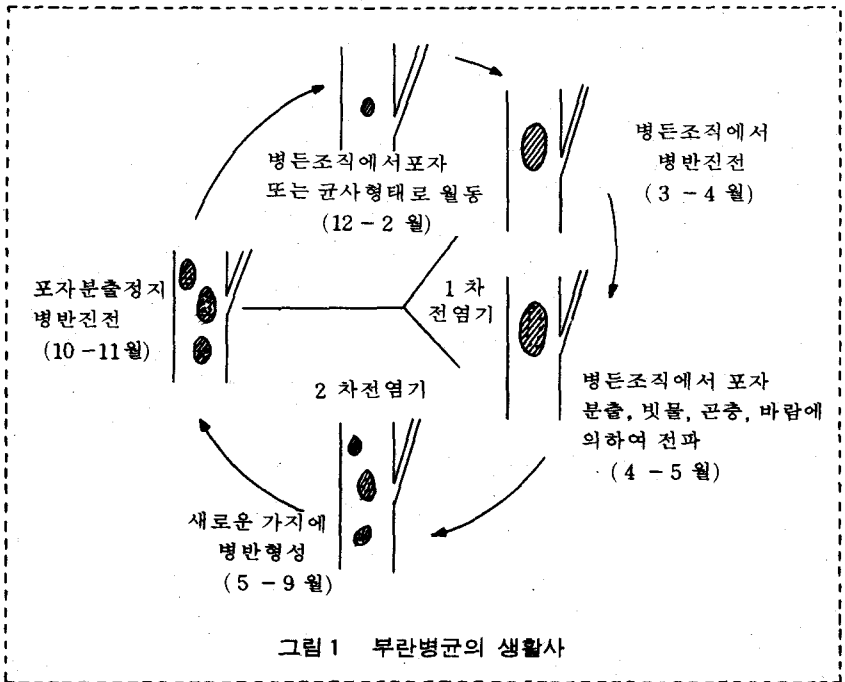 병든조직에서포자
또는 균사형태로 월동
(12 - 2 월)
병든조직에서
병반진전
(3 - 4 월)
1 차
전염기
병든조직에서 포자
분출, 빗물, 곤충, 바람에
의하여 전파
(4 - 5 월)
2 차전염기
새로운 가지에
병반형성
(5 - 9 월)
포자분출정지
병반진전
(10 - 11월)
그림 1 부란병균의 생활사